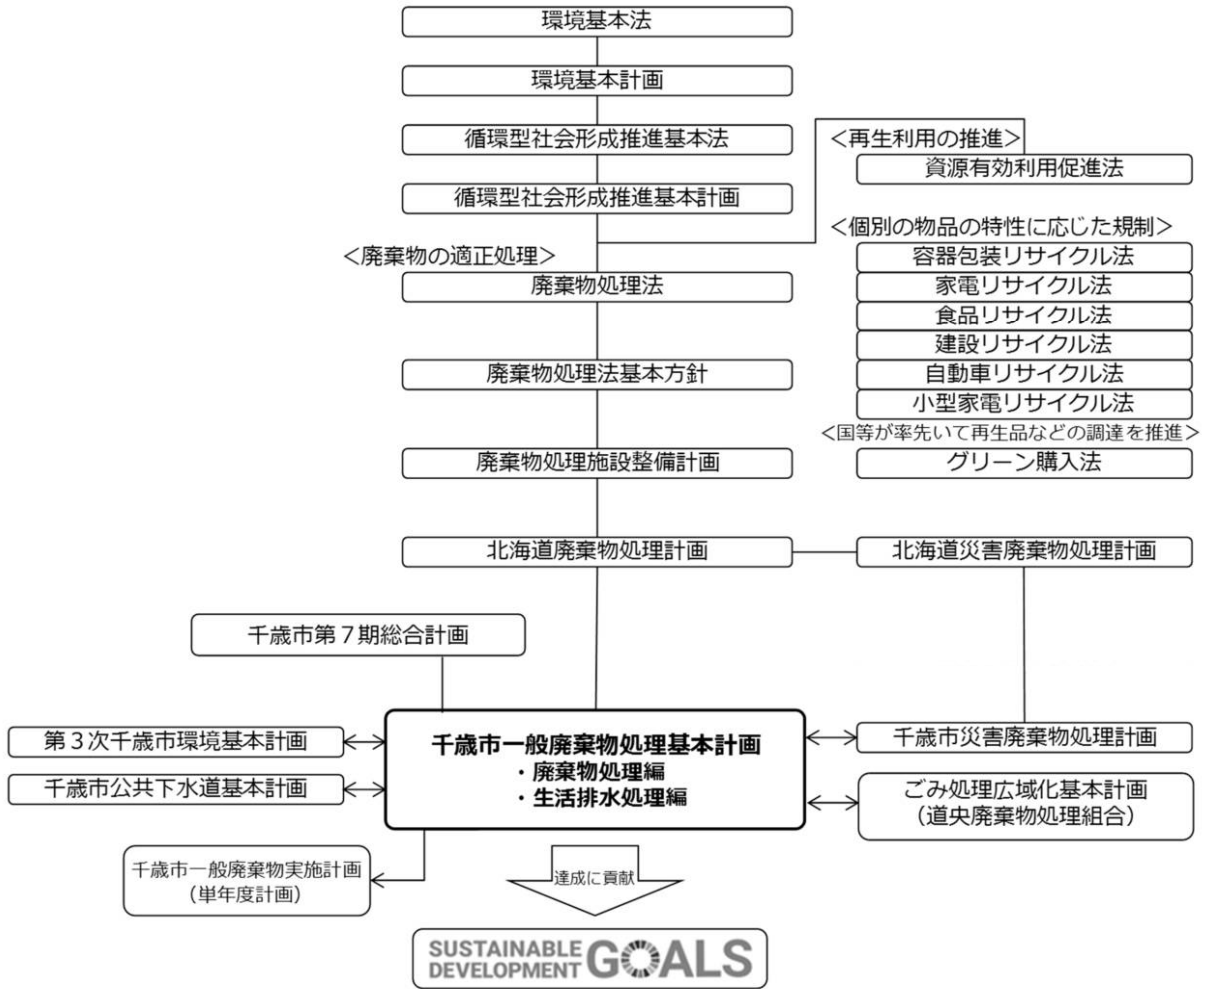 環境基本法
環境基本計画
循環型社会形成推進基本法
循環型社会形成推進基本計画
＜再生利用の推進＞
資源有効利用促進法
＜個別の物品の特性に応じた規制＞
容器包装リサイクル法
家電リサイクル法
食品リサイクル法
建設リサイクル法
自動車リサイクル法
小型家電リサイクル法
＜国等が率先いて再生品などの調達を推進＞
グリーン購入法
＜廃棄物の適正処理＞
廃棄物処理法
廃棄物処理法基本方針
廃棄物処理施設整備計画
北海道廃棄物処理計画
北海道災害廃棄物処理計画
千歳市第７期総合計画
第３次千歳市環境基本計画
千歳市公共下水道基本計画
千歳市一般廃棄物処理基本計画
・廃棄物処理編
・生活排水処理編
千歳市災害廃棄物処理計画
ごみ処理広域化基本計画
（道央廃棄物処理組合）
千歳市一般廃棄物実施計画
（単年度計画）
達成に貢献
SUSTAINABLE
DEVELOPMENT
GOALS